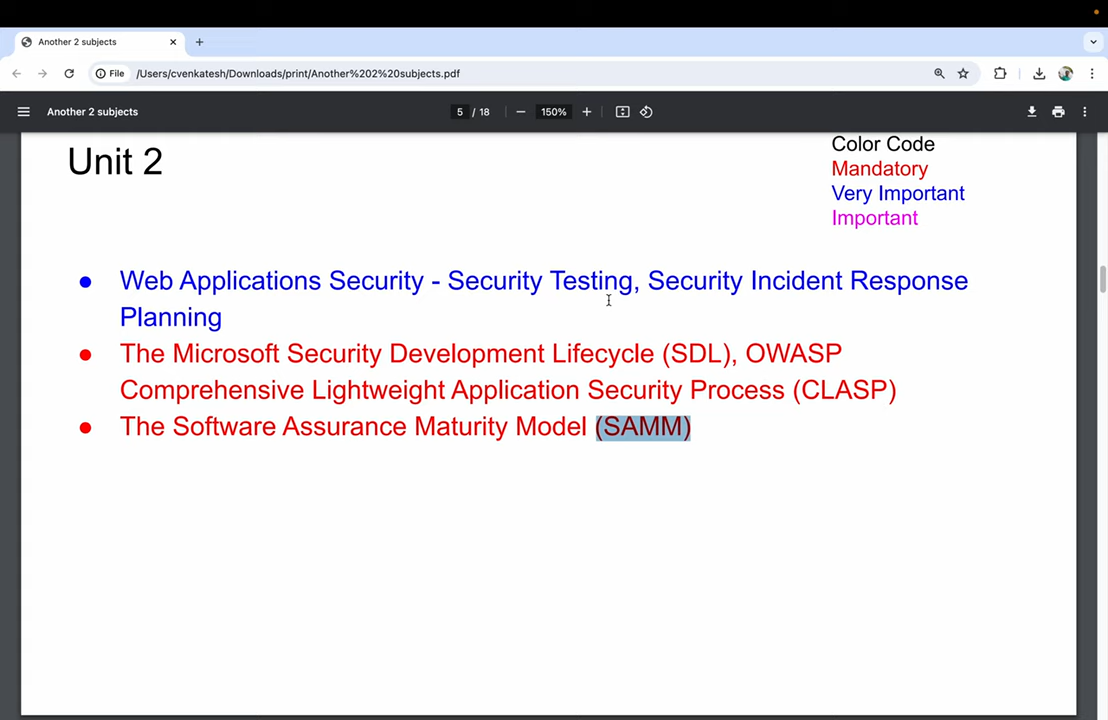 Another 2 subjects
File
/Users/cvenkatesh/Downloads/print/Another%202%20subjects.pdf
Another 2 subjects
5 / 18
150%
Unit 2
Color Code
Mandatory
Very Important
Important
● Web Applications Security - Security Testing, Security Incident Response
Planning
● The Microsoft Security Development Lifecycle (SDL), OWASP
Comprehensive Lightweight Application Security Process (CLASP)
● The Software Assurance Maturity Model (SAMM)